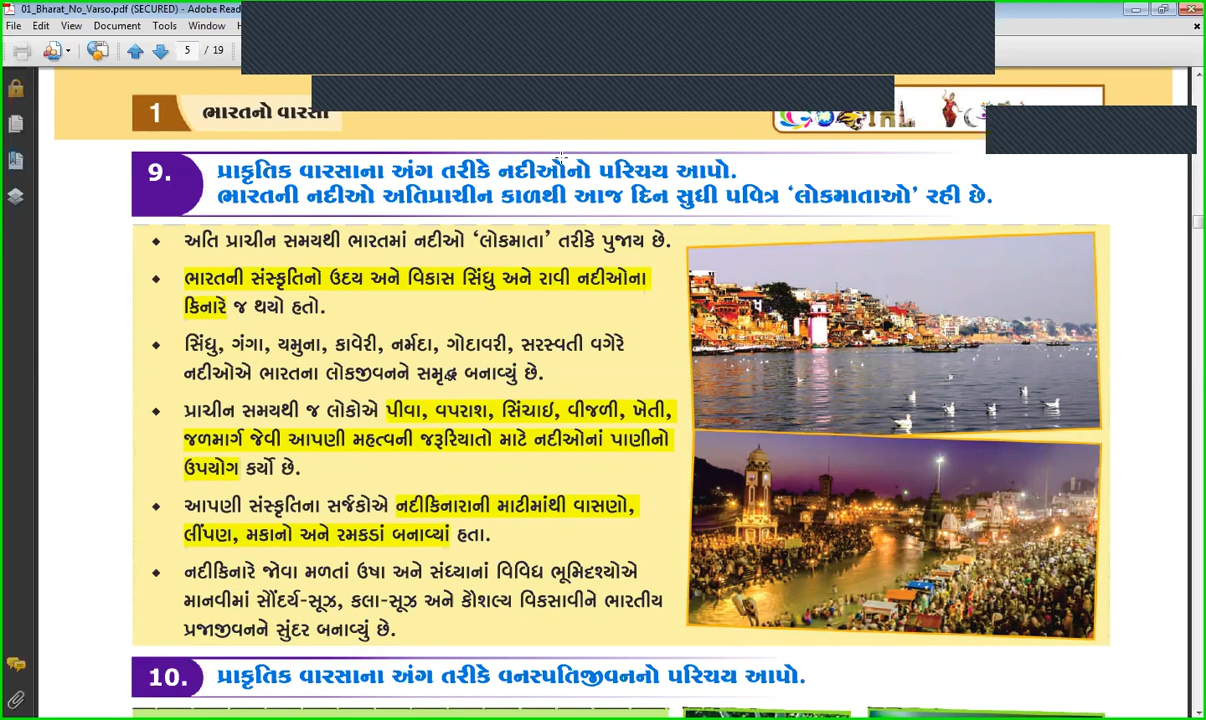 01_Bharat_No_Varso.pdf (SECURED) - Adobe Read
File Edit View Document Tools Window
5 / 19
1 ભારતનો વારસો
9. પ્રાકૃતિક વારસાના અંગ તરીકે નદીઓનો પરિચય આપો.
ભારતની નદીઓ અતિપ્રાચીન કાળથી આજ દિન સુધી પવિત્ર ‘લોકમાતાઓ’ રહી છે.
અતિ પ્રાચીન સમયથી ભારતમાં નદીઓ ‘લોકમાતા’ તરીકે પુજાય છે.
ભારતની સંસ્કૃતિનો ઉદય અને વિકાસ સિંધુ અને રાવી નદીઓના
કિનારે જ થયો હતો.
સિંધુ, ગંગા, યમુના, કાવેરી, નર્મદા, ગોદાવરી, સરસ્વતી વગેરે
નદીઓએ ભારતના લોકજીવનને સમૃદ્ધ બનાવ્યું છે.
પ્રાચીન સમયથી જ લોકોએ પીવા, વપરાશ, સિંચાઇ, વીજળી, ખેતી,
જળમાર્ગ જેવી આપણી મહત્વની જરૂરિયાતો માટે નદીઓનાં પાણીનો
ઉપયોગ કર્યો છે.
આપણી સંસ્કૃતિના સર્જકોએ નદીકિનારાની માટીમાંથી વાસણો,
લીંપણ, મકાનો અને રમકડાં બનાવ્યાં હતા.
નદીકિનારે જોવા મળતાં ઉષા અને સંધ્યાનાં વિવિધ ભૂમિદૃશ્યોએ
માનવીમાં સૌંદર્ય-સૂઝ, કલા-સૂઝ અને કૌશલ્ય વિકસાવીને ભારતીય
પ્રજાજીવનને સુંદર બનાવ્યું છે.
10. પ્રાકૃતિક વારસાના અંગ તરીકે વનસ્પતિજીવનનો પરિચય આપો.